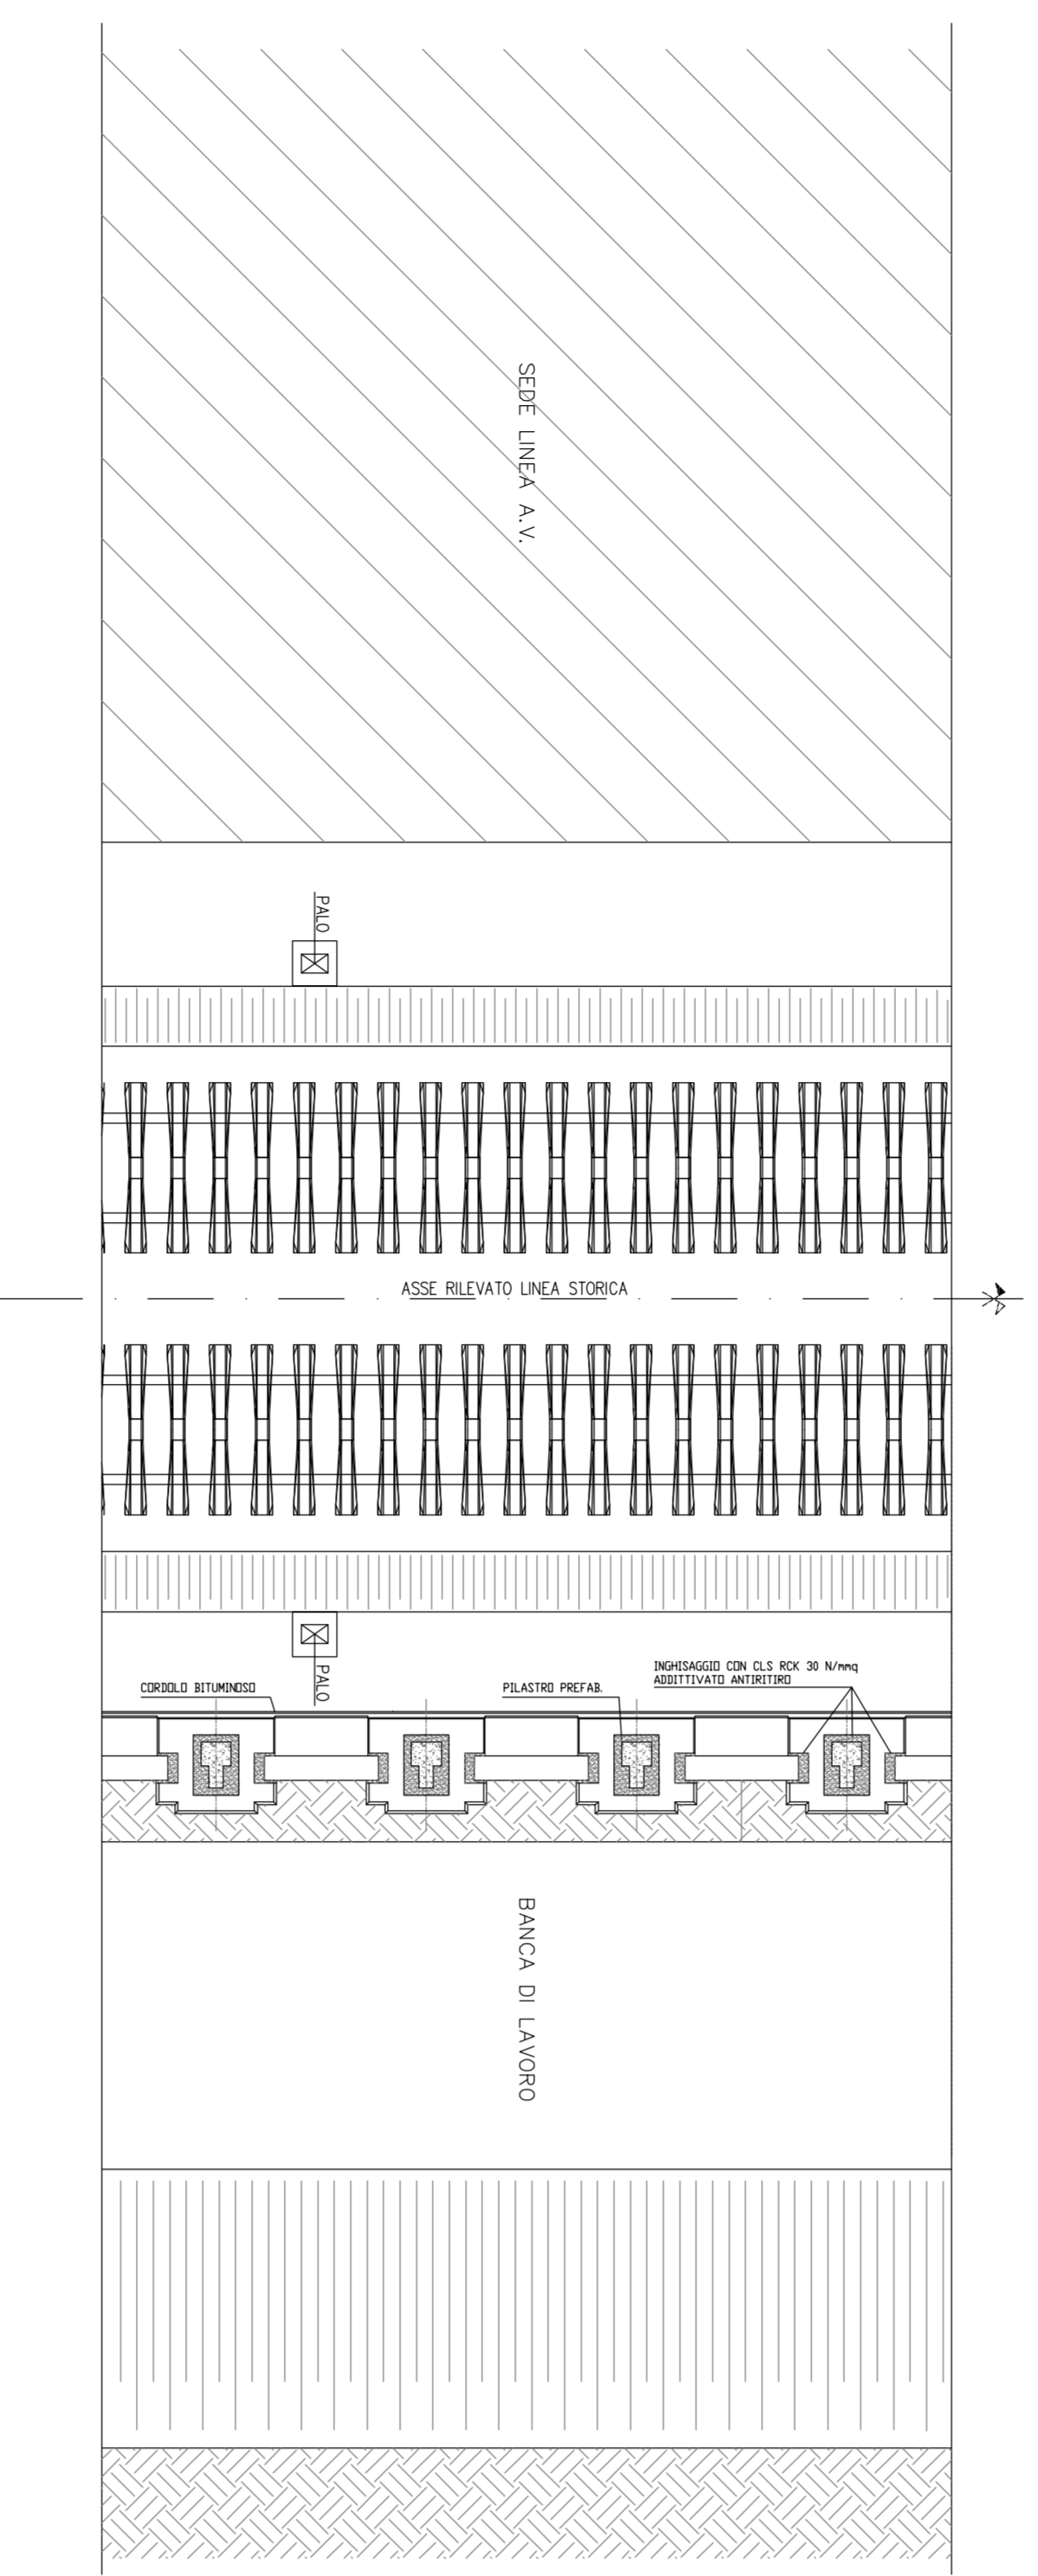 SEDE LINEA A.V.
PALO
ASSE RILEVATO LINEA STORICA
PALO
INGHISAGGIO CON CLS RCK 30 N/mmq
ADDITTIVATO ANTIRITIRO
CORDOLO BITUMINOSO
PILASTRO PREFAB.
BANCA DI LAVORO